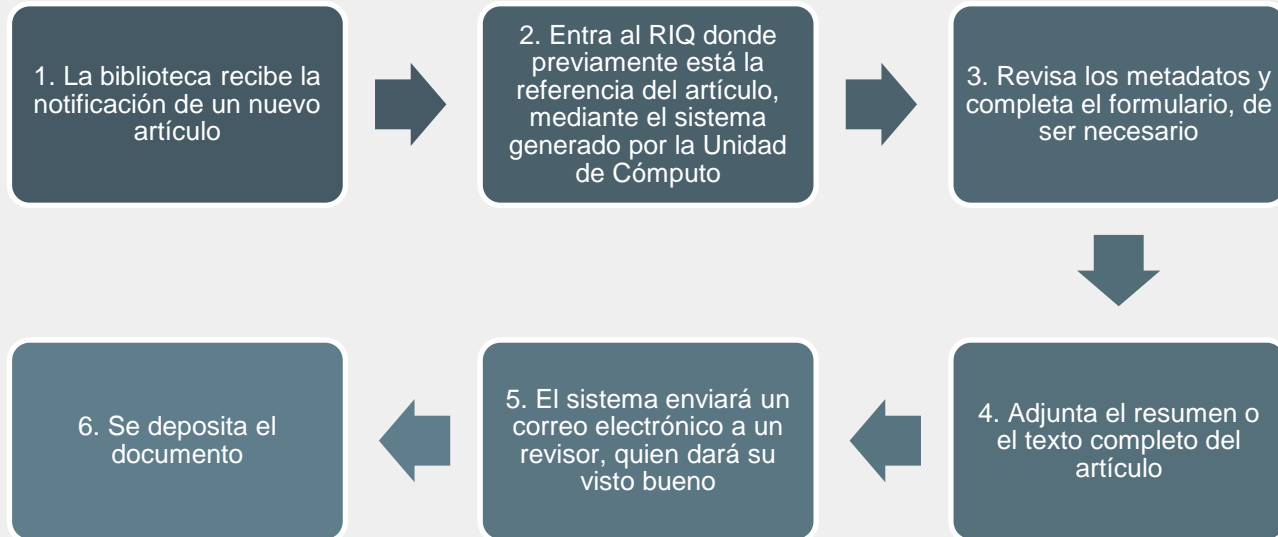 1. La biblioteca recibe la
notificación de un nuevo
artículo
2. Entra al RIQ donde
previamente está la
referencia del artículo,
mediante el sistema
generado por la Unidad
de Cómputo
3. Revisa los metadatos y
completa el formulario, de
ser necesario
4. Adjunta el resumen o
el texto completo del
artículo
5. El sistema enviará un
correo electrónico a un
revisor, quien dará su
visto bueno
6. Se deposita el
documento